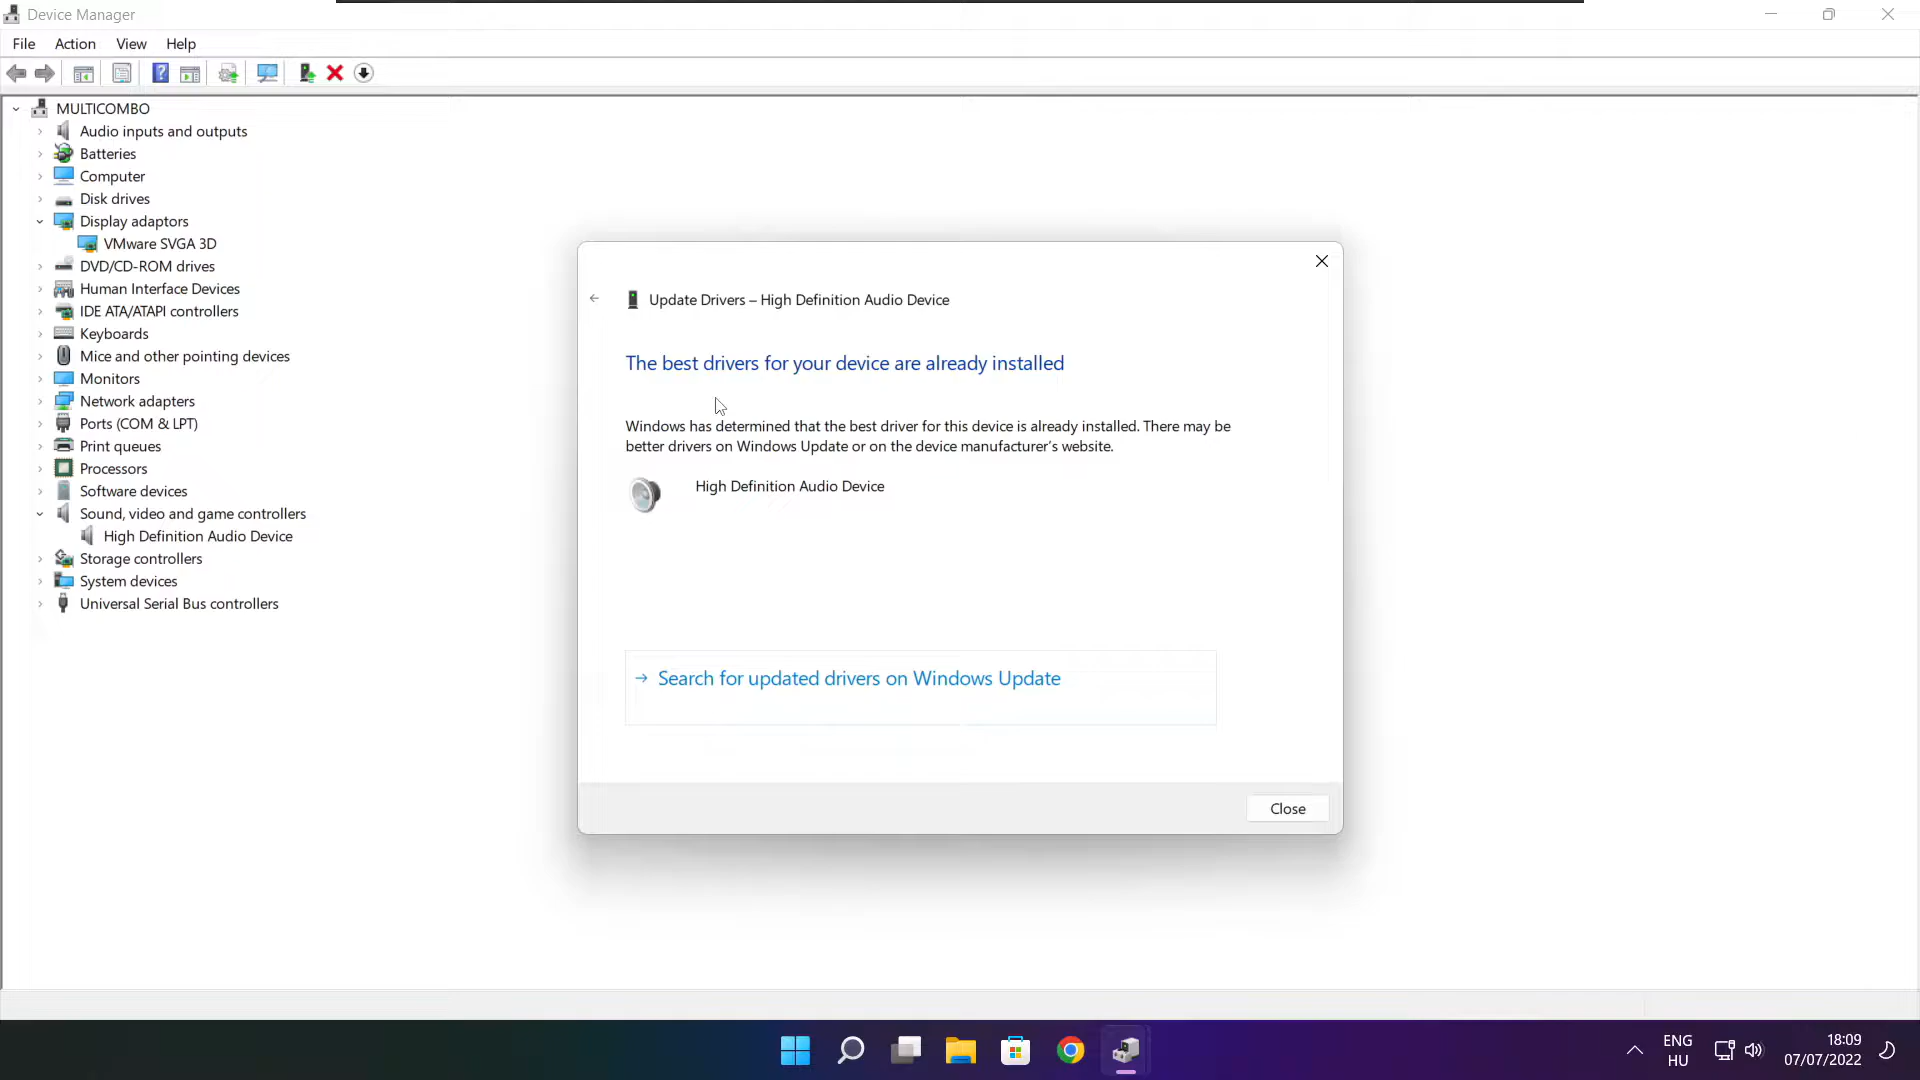 Device Manager
File Action View Help
MULTICOMBO
Audio inputs and outputs
Batteries
Computer
Disk drives
Display adaptors
VMware SVGA 3D
DVD/CD-ROM drives
Human Interface Devices
IDE ATA/ATAPI controllers
Keyboards
Mice and other pointing devices
Monitors
Network adapters
Ports (COM & LPT)
Print queues
Processors
Software devices
Sound, video and game controllers
High Definition Audio Device
Storage controllers
System devices
Universal Serial Bus controllers
Update Drivers – High Definition Audio Device
The best drivers for your device are already installed
Windows has determined that the best driver for this device is already installed. There may be
better drivers on Windows Update or on the device manufacturer’s website.
High Definition Audio Device
Search for updated drivers on Windows Update
Close
ENG
HU
18:09
07/07/2022